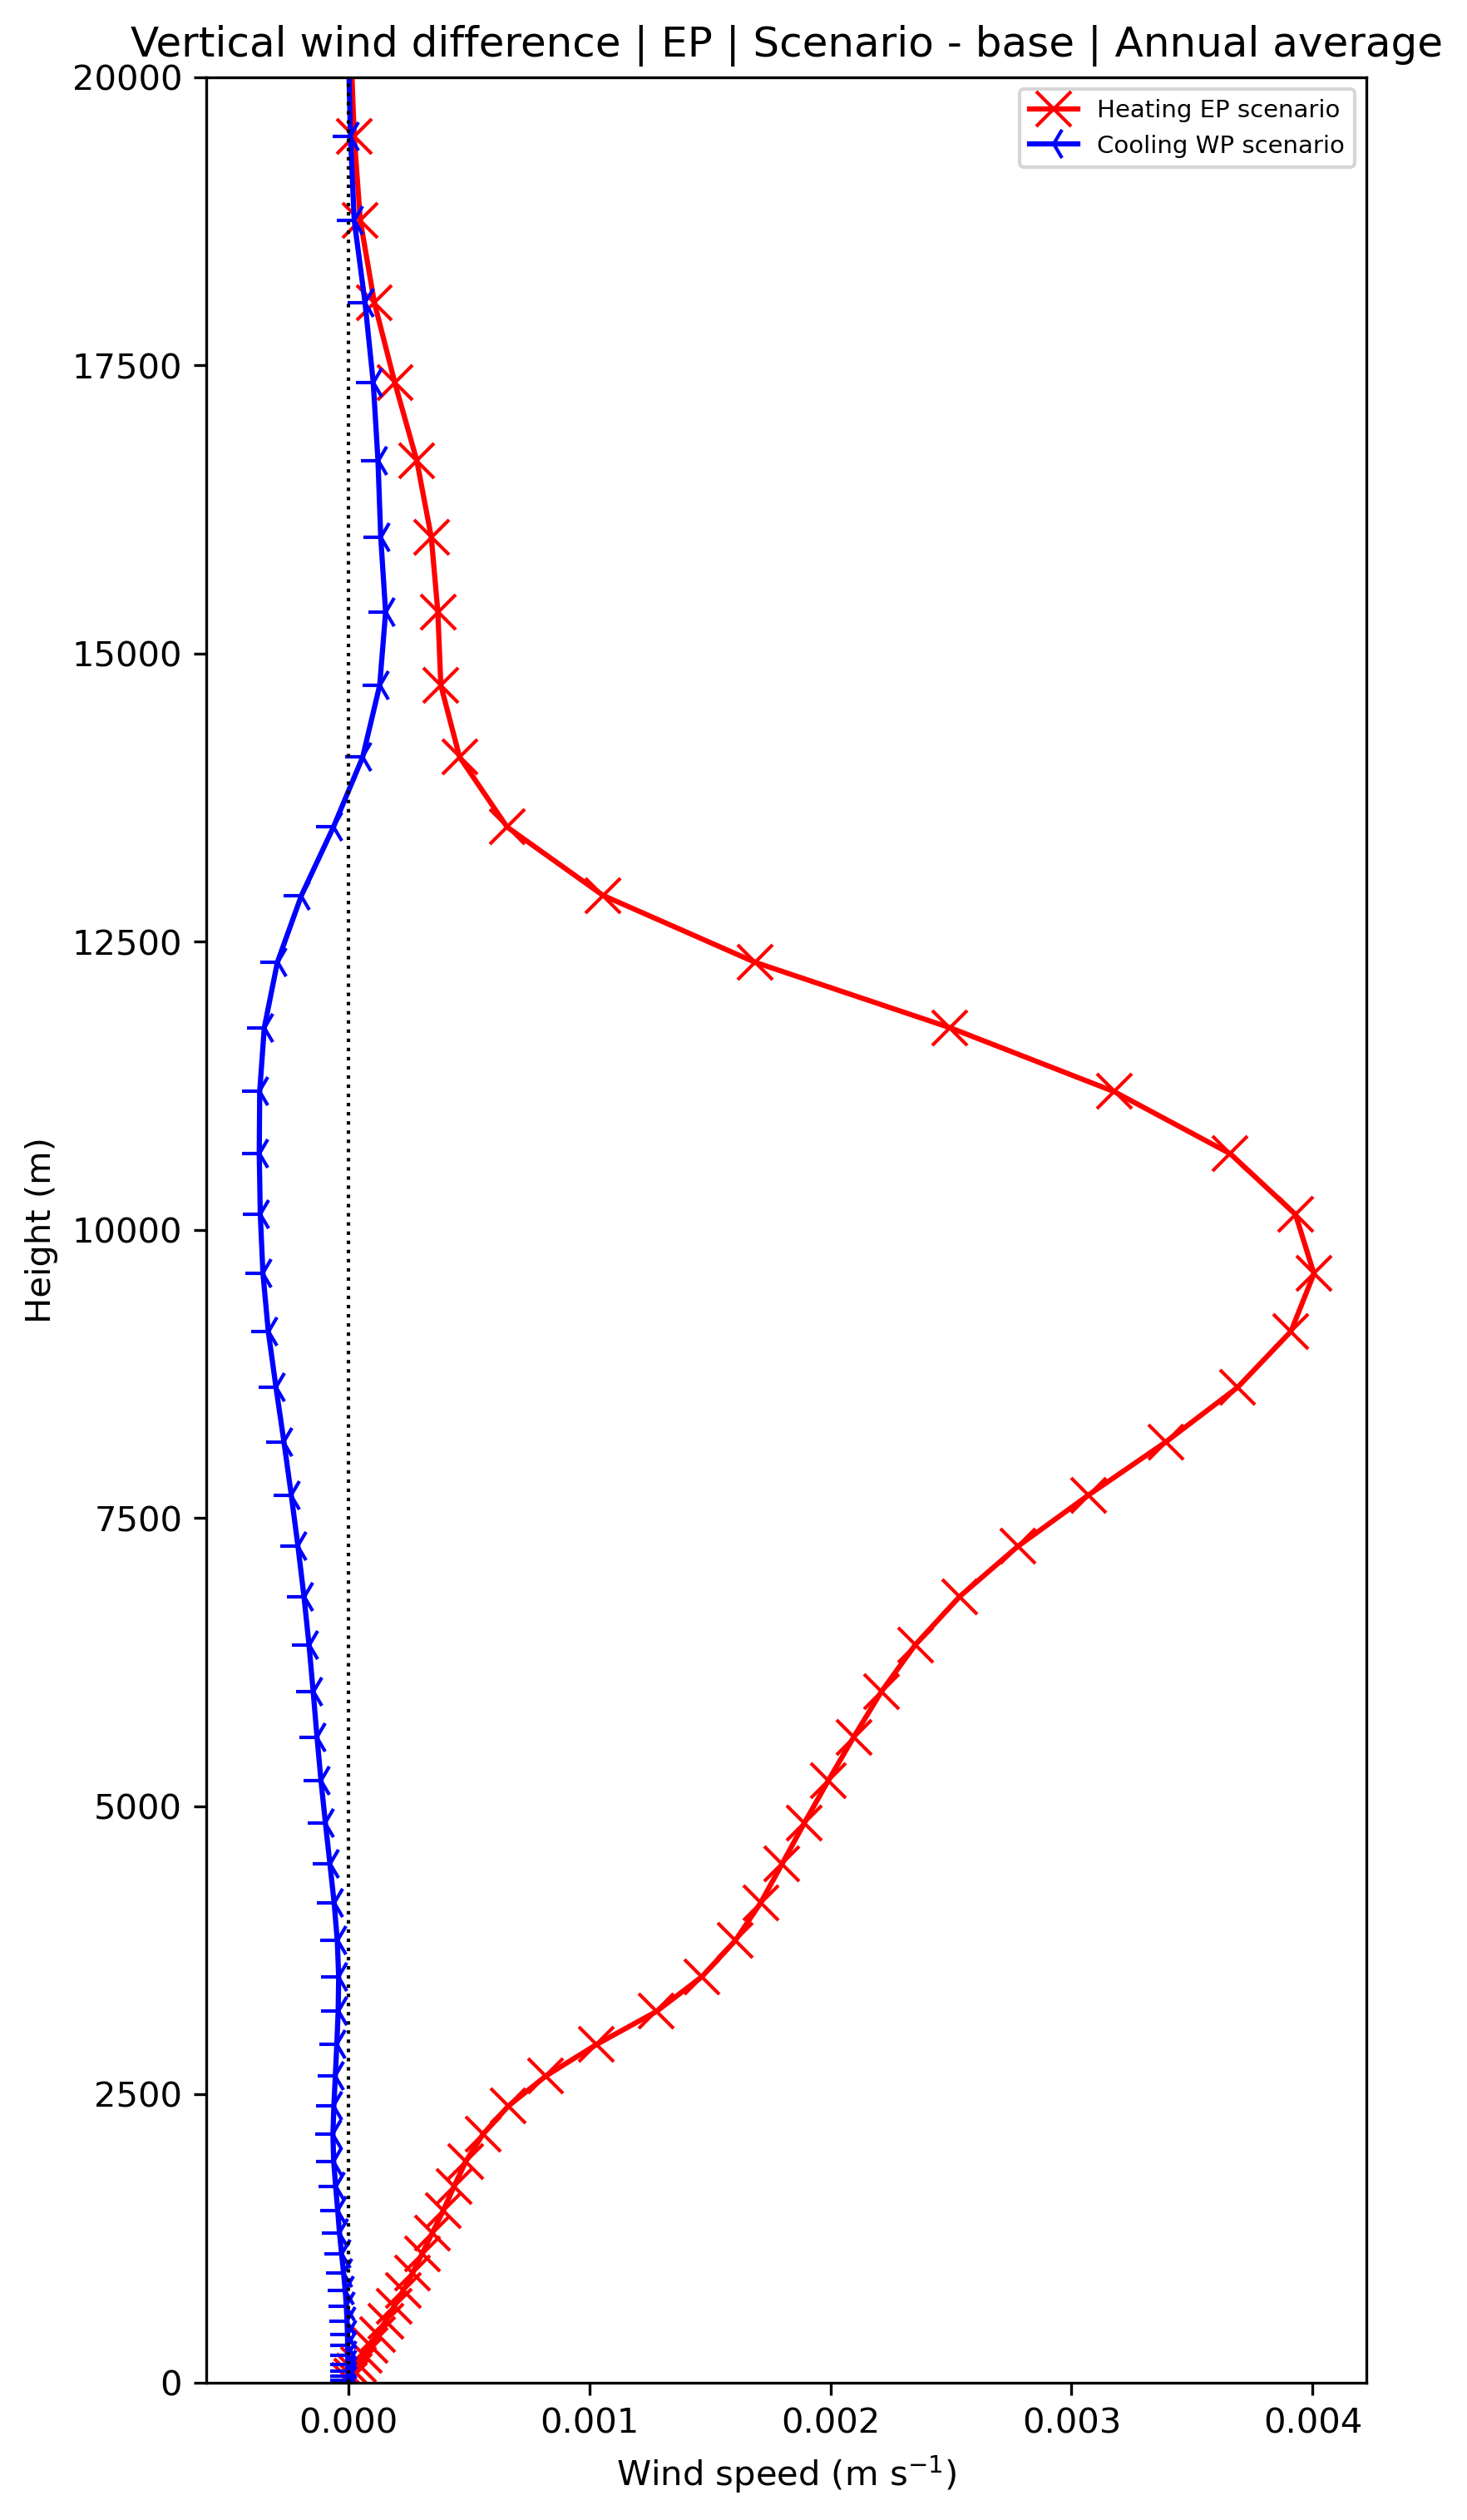 Vertical wind difference | EP | Scenario - base | Annual average
Heating EP scenario
Cooling WP scenario
20000
17500
15000
12500
10000
7500
5000
2500
0
Height (m)
0.000 0.001 0.002 0.003 0.004
Wind speed (m s⁻¹)